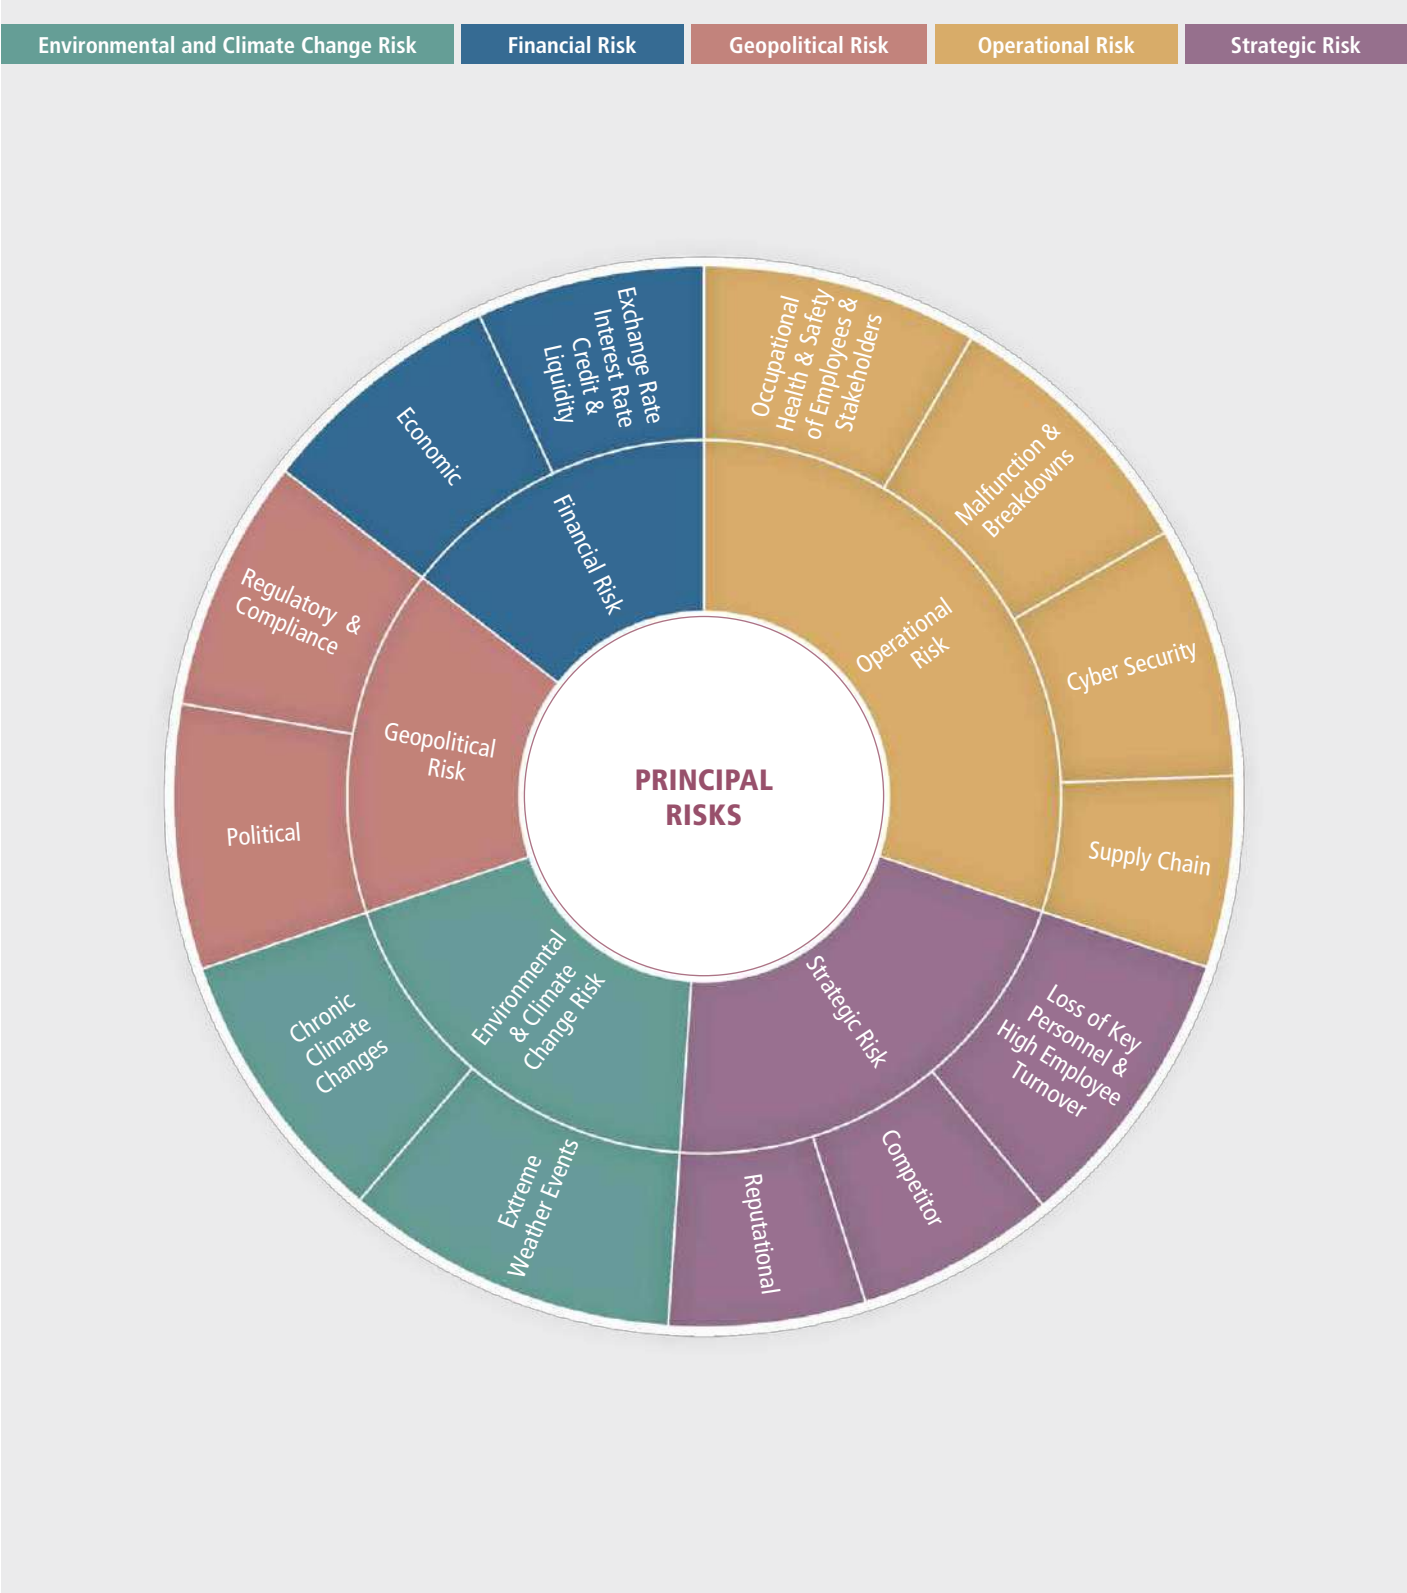 Environmental and Climate Change Risk
Financial Risk
Geopolitical Risk
Operational Risk
Strategic Risk
PRINCIPAL
RISKS
Operational
Risk
Occupational
Health & Safety
of Employees &
Stakeholders
Malfunction &
Breakdowns
Cyber Security
Supply Chain
Strategic Risk
Loss of Key
Personnel &
High Employee
Turnover
Competitor
Reputational
Environmental
& Climate
Change Risk
Extreme
Weather Events
Chronic
Climate
Changes
Geopolitical
Risk
Political
Regulatory &
Compliance
Financial Risk
Economic
Exchange Rate
Interest Rate
Credit &
Liquidity